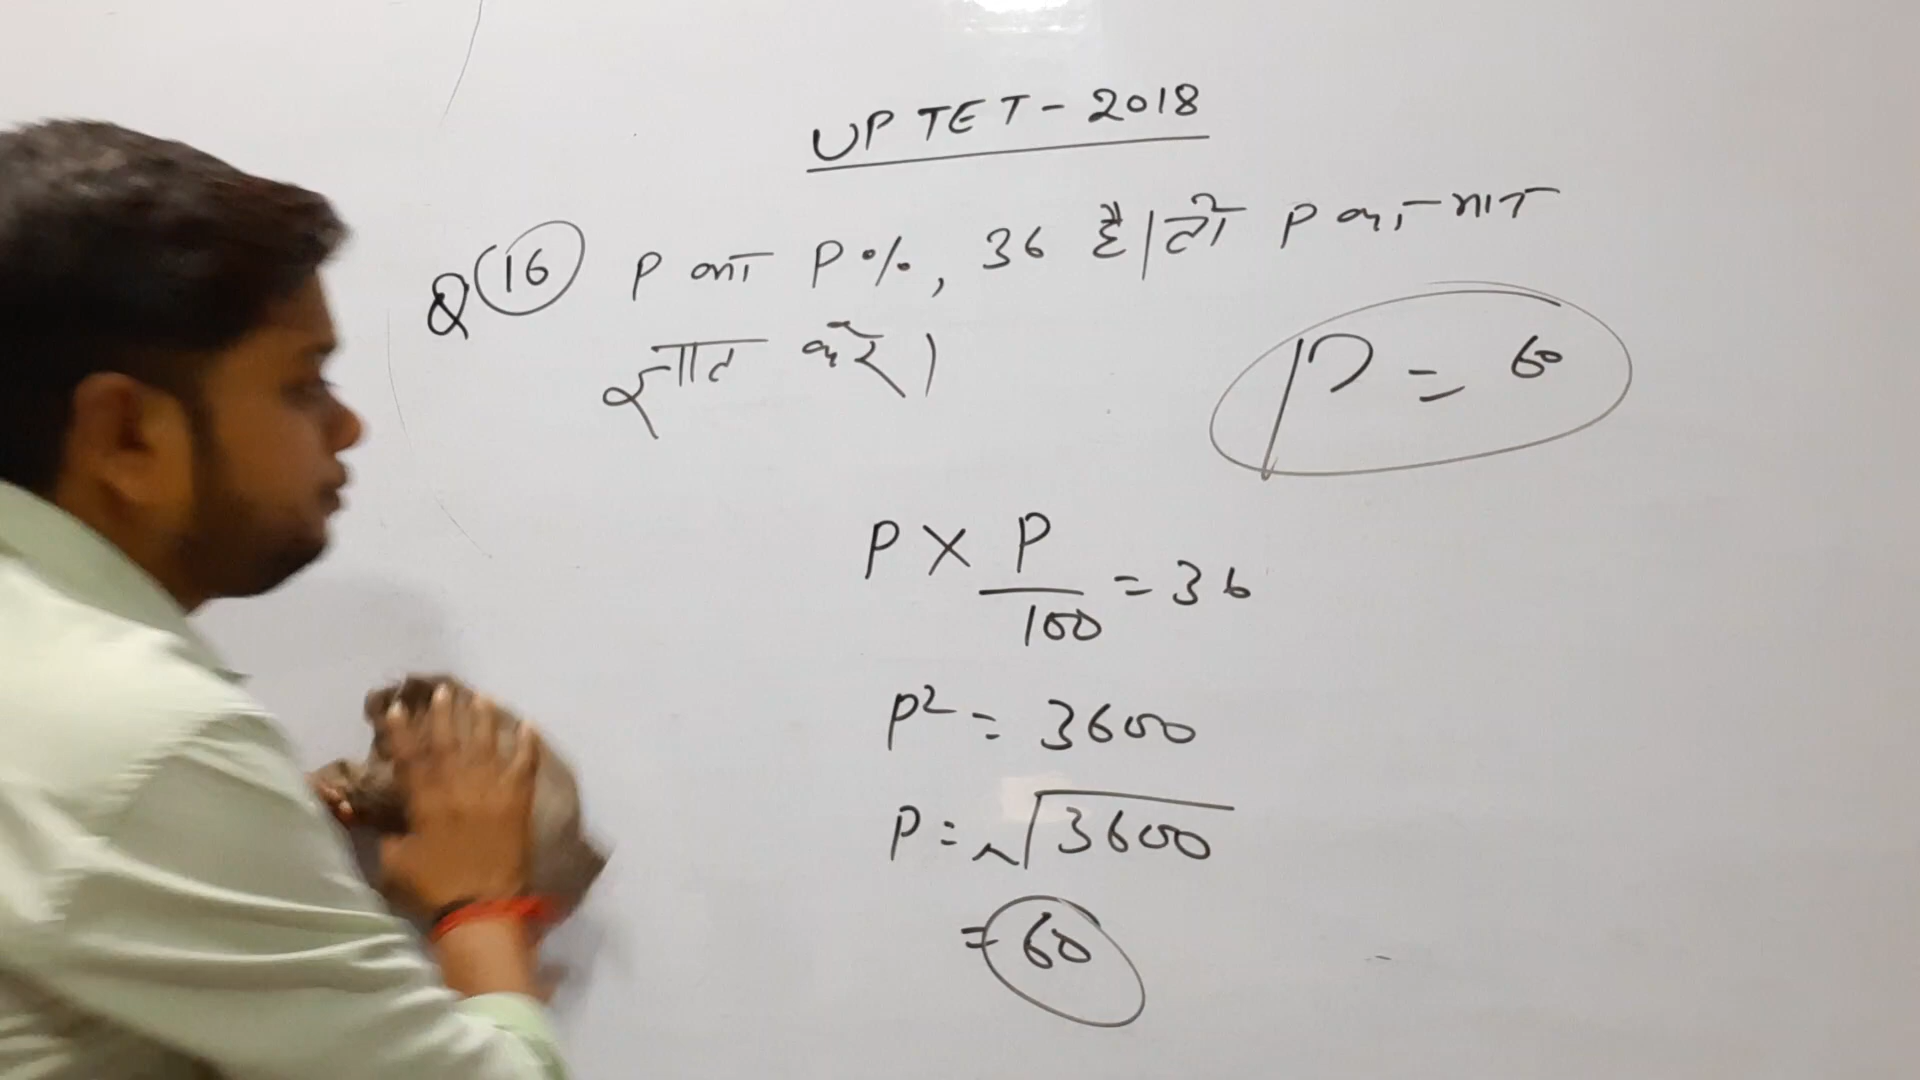 UPTET-2018
Q 16 P का P%, 36 है। तो P का मान
ज्ञात करें।
P = 60
P × P/100 = 36
P² = 3600
P = √3600
= 60